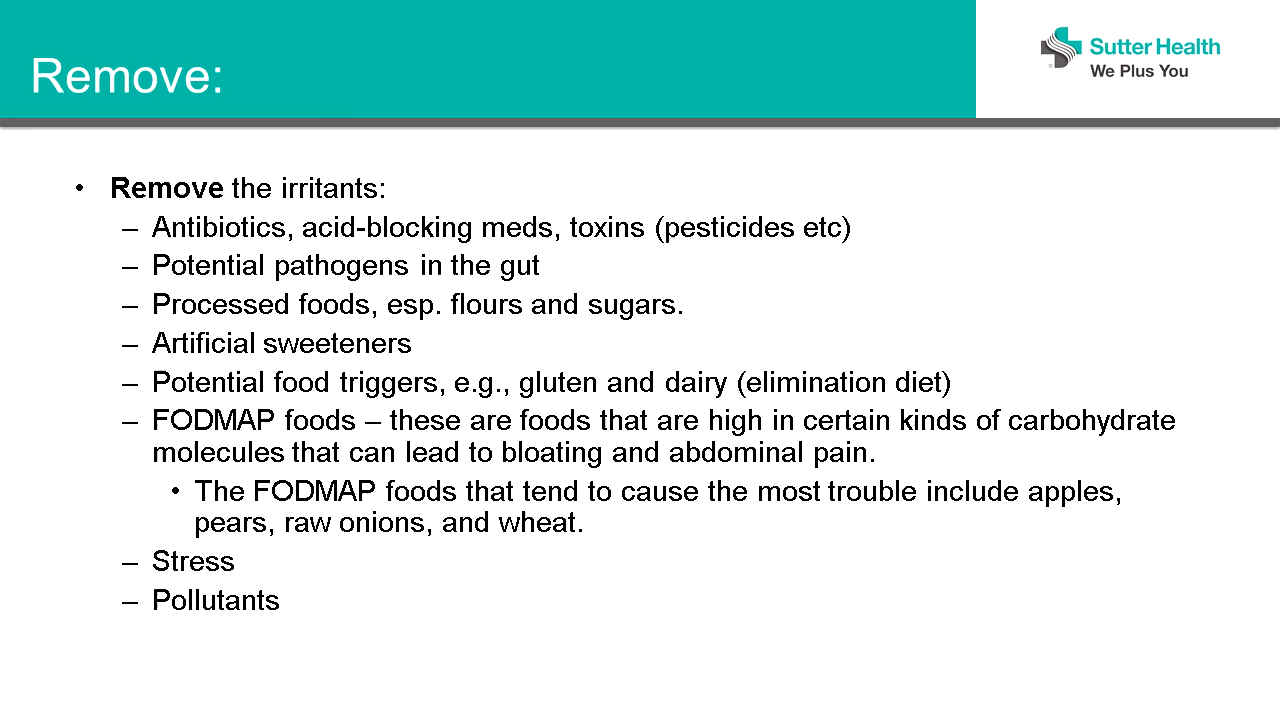 Remove:
Sutter Health
We Plus You
• Remove the irritants:
– Antibiotics, acid-blocking meds, toxins (pesticides etc)
– Potential pathogens in the gut
– Processed foods, esp. flours and sugars.
– Artificial sweeteners
– Potential food triggers, e.g., gluten and dairy (elimination diet)
– FODMAP foods – these are foods that are high in certain kinds of carbohydrate
molecules that can lead to bloating and abdominal pain.
• The FODMAP foods that tend to cause the most trouble include apples,
pears, raw onions, and wheat.
– Stress
– Pollutants